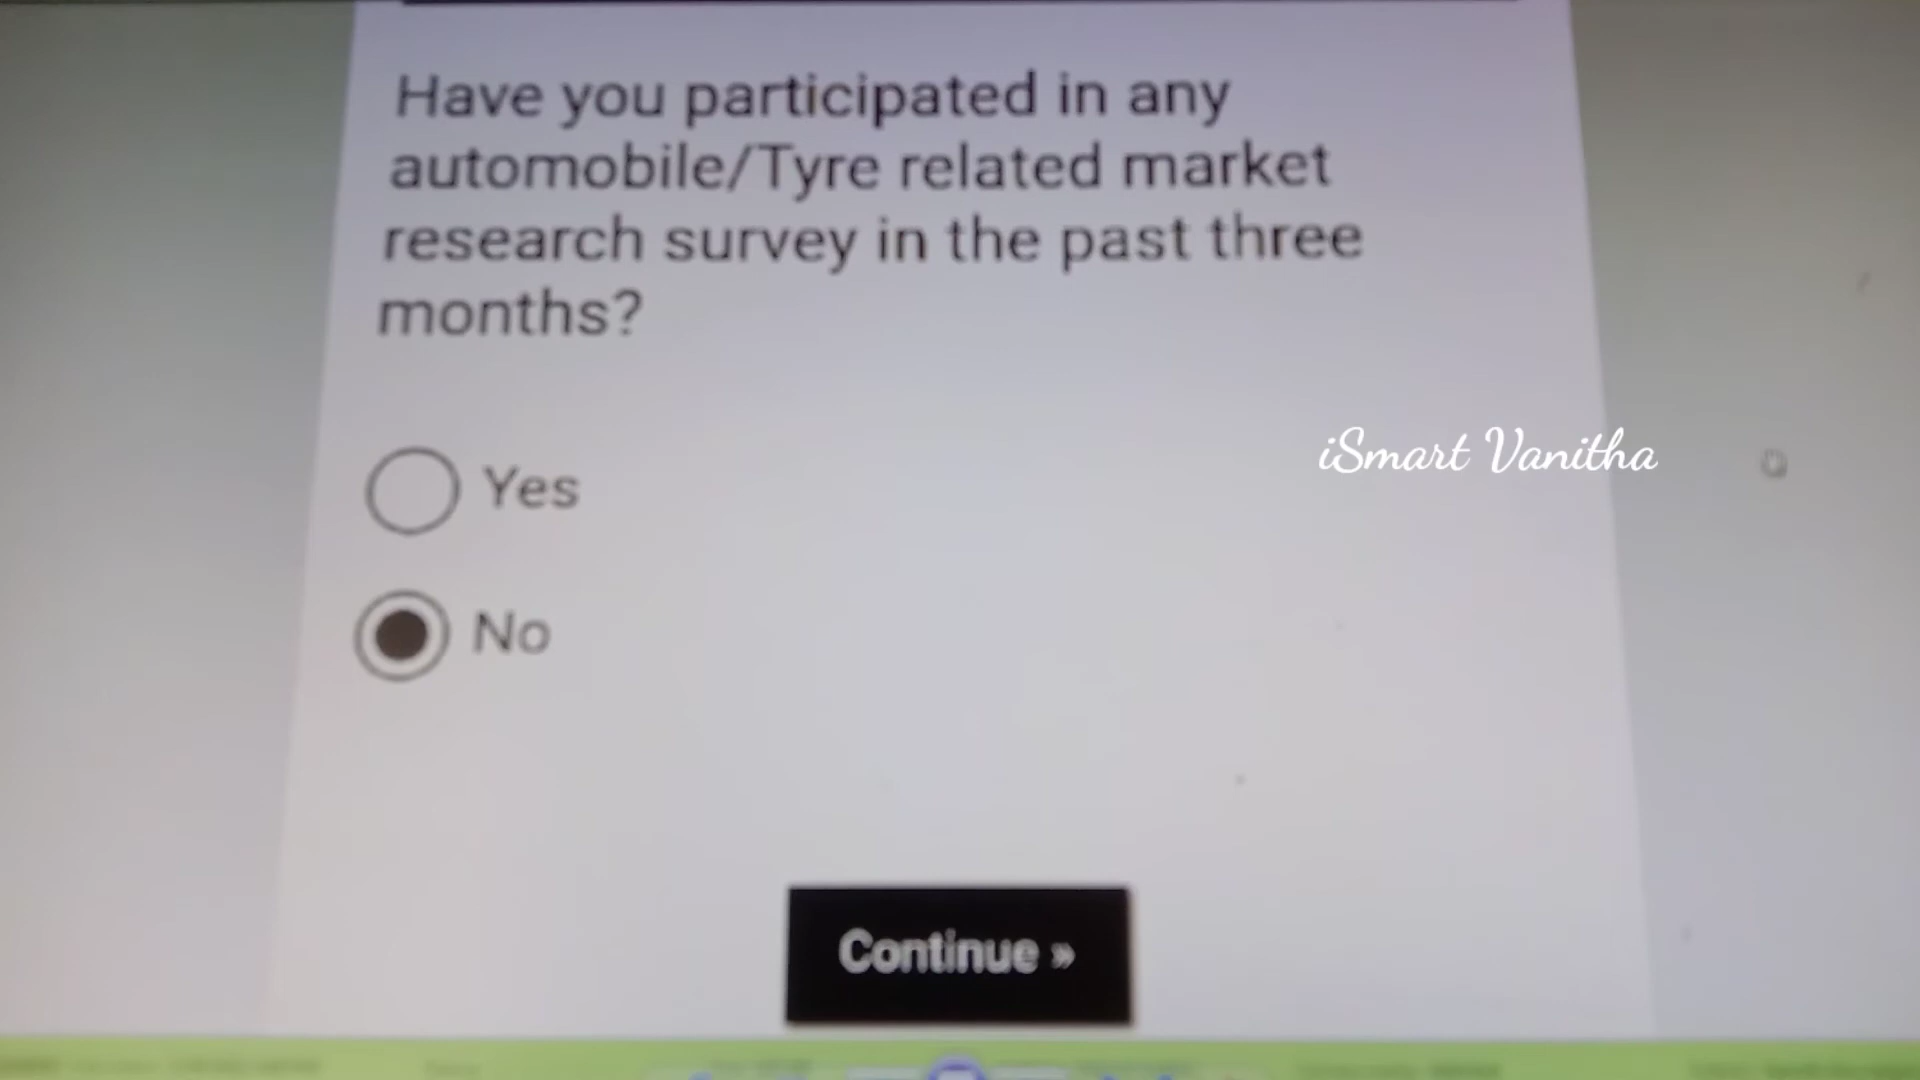 Have you participated in any
automobile/Tyre related market
research survey in the past three
months?
Yes
iSmart Vanitha
No
Continue »